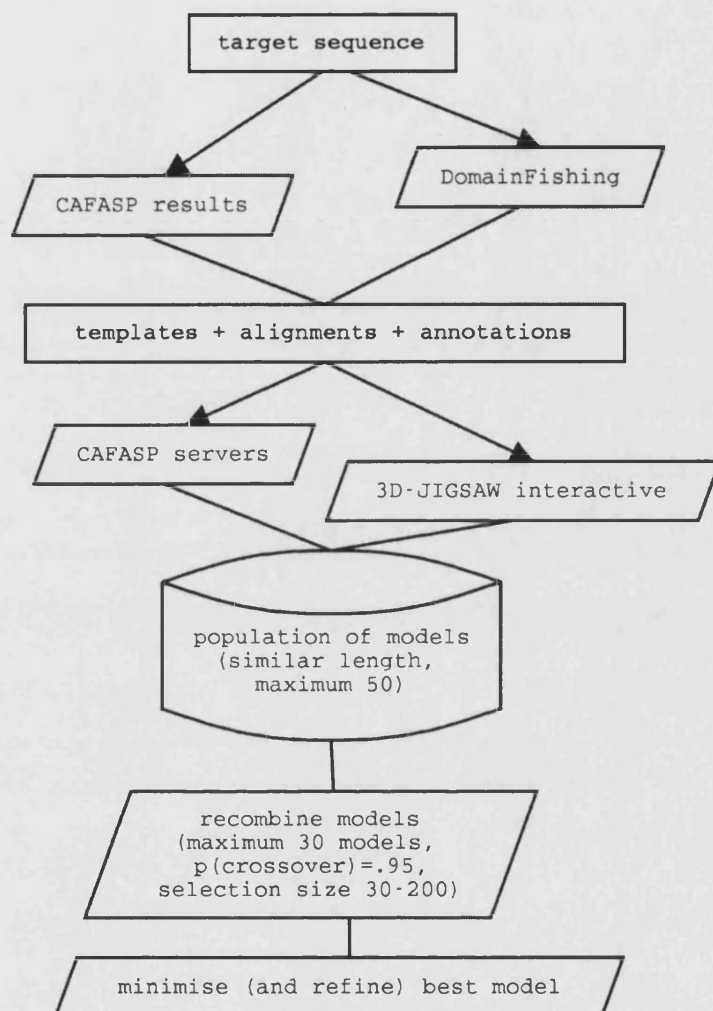 target sequence
CAFASP results
DomainFishing
templates + alignments + annotations
CAFASP servers
3D-JIGSAW interactive
population of models
(similar length,
maximum 50)
recombine models
(maximum 30 models,
p(crossover)=.95,
selection size 30-200)
minimise (and refine) best model